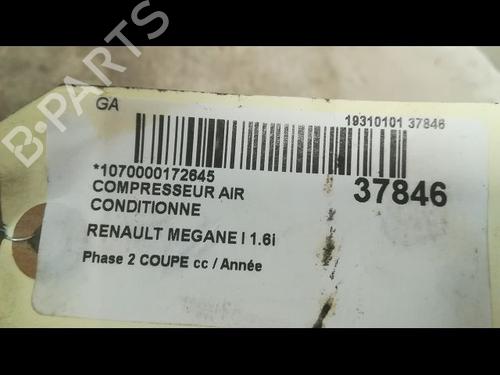 B-PARTS
GA
19310101 37846
*1070000172645
37846
COMPRESSEUR AIR
CONDITIONNE
RENAULT MEGANE I 1.6i
Phase 2 COUPE cc / Année